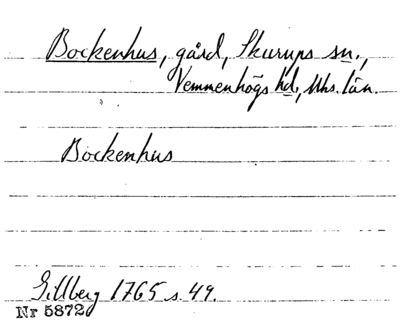 Bockenhus, gård, Skurups sn.,
Vemmenhögs hd., Mhs. län.
Bockenhus
Gillberg 1765 s. 49.
Nr 5872